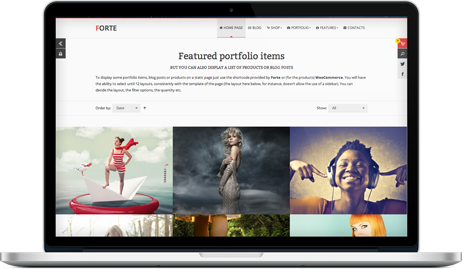 FORTE
HOME PAGE BLOG SHOP PORTFOLIO FEATURES CONTACTS
Featured portfolio items
BUT YOU CAN ALSO DISPLAY A LIST OF PRODUCTS OR BLOG POSTS
To display some portfolio items, blog posts or products on a static page just use the shortcode provided by Forte or (for the products) WooCommerce. You will
have the ability to select until 12 layouts, consistently with the template of the page (the layout here below, for instance, doesn't allow the use of a sidebar). You can
decide the layout, the filter options, the quantity etc.
Order by: Date Show: All